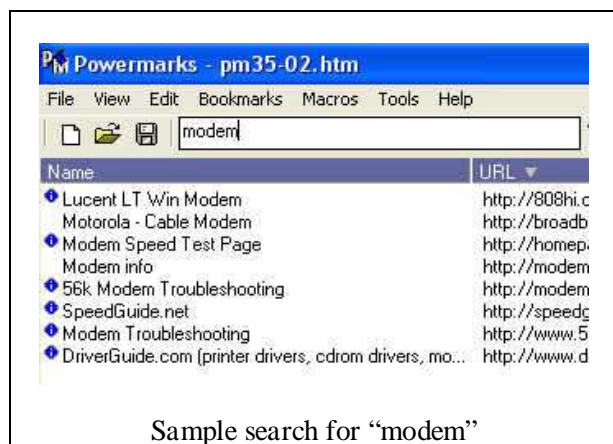 PM Powermarks - pm35-02.htm
File View Edit Bookmarks Macros Tools Help
modem
Name URL
Lucent LT Win Modem http://808hi.c
Motorola - Cable Modem http://broadb
Modem Speed Test Page http://homepa
Modem info http://modem
56k Modem Troubleshooting http://modem
SpeedGuide.net http://speedg
Modem Troubleshooting http://www.5
DriverGuide.com (printer drivers, cdrom drivers, mo... http://www.d
Sample search for “modem”